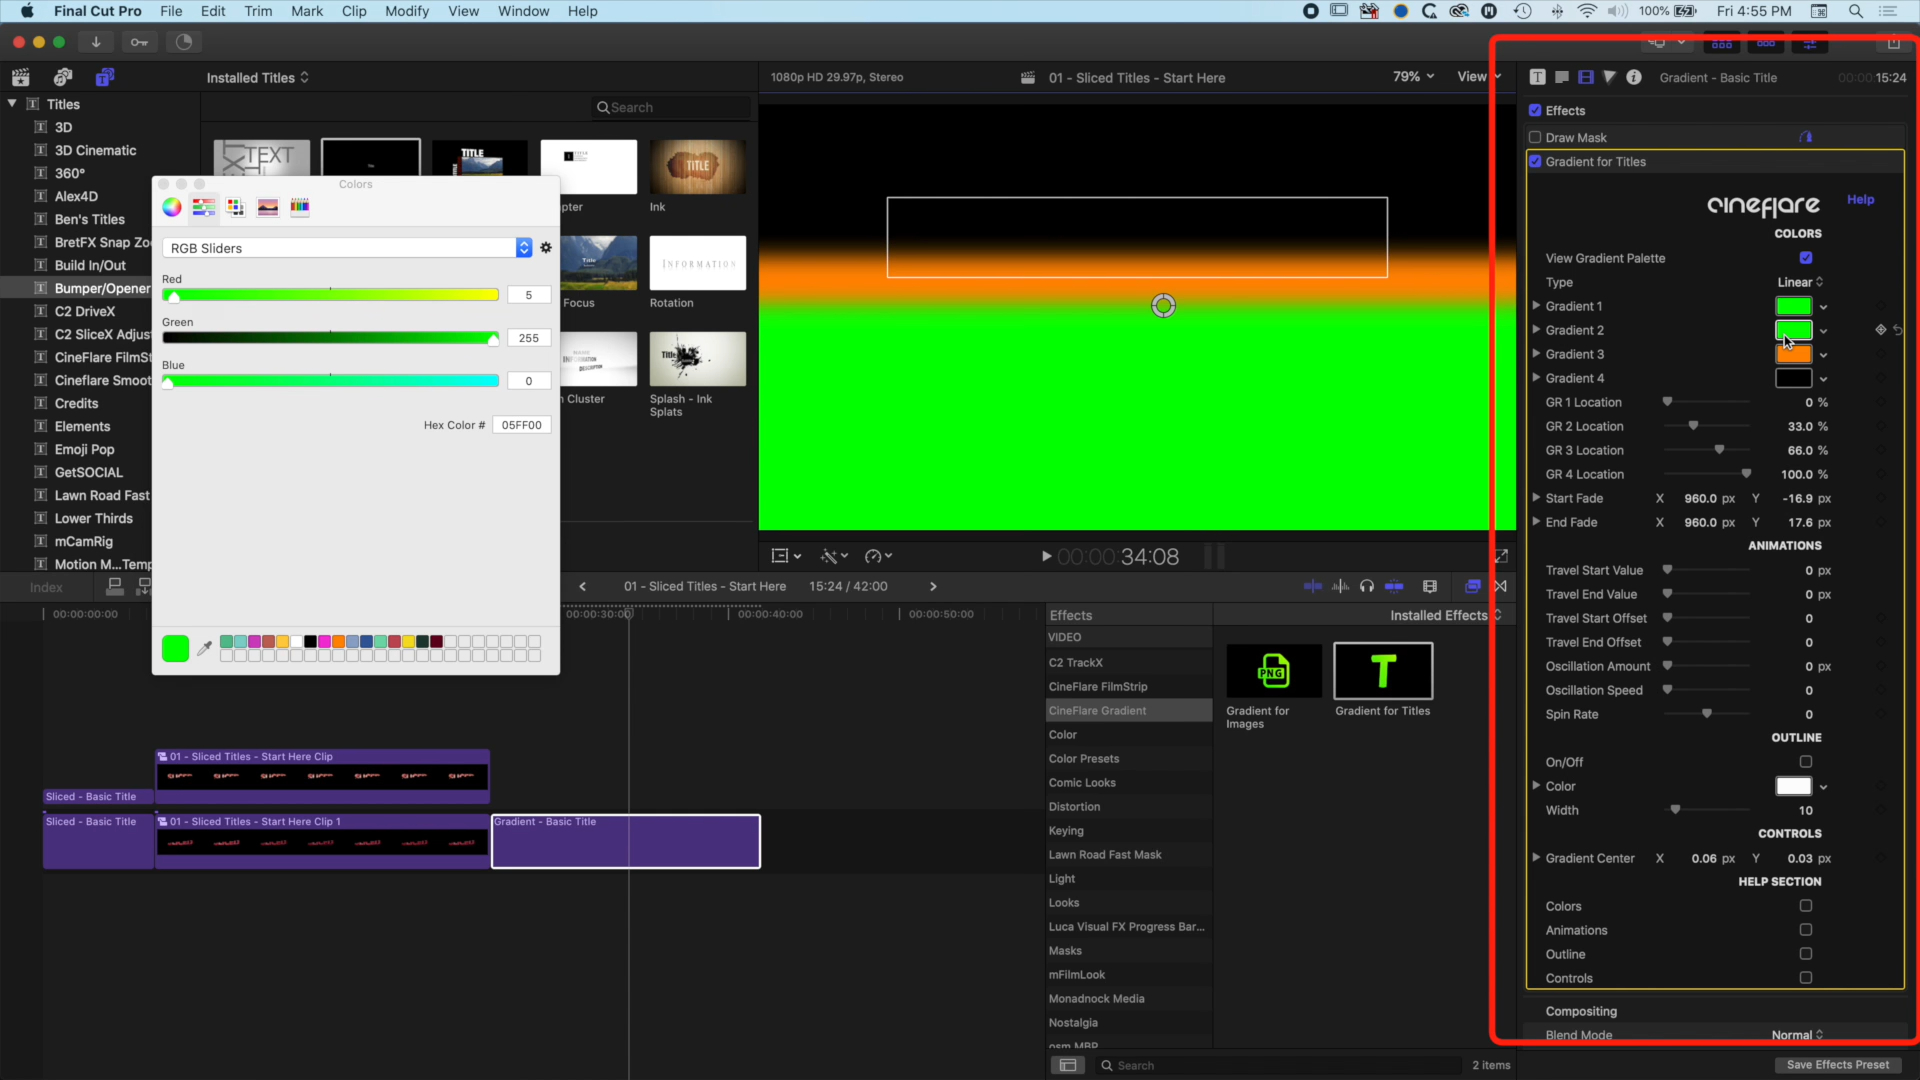 Final Cut Pro File Edit Trim Mark Clip Modify View Window Help 100% Fri 4:55 PM
Installed Titles
1080p HD 29.97p, Stereo 01 - Sliced Titles - Start Here 79% View
Gradient - Basic Title 00:00:15:24
Search
Titles
3D
3D Cinematic
360°
Alex4D
Ben's Titles
BretFX Snap Zo
Build In/Out
Bumper/Opener
C2 DriveX
C2 SliceX Adjus
CineFlare FilmSt
Cineflare Smoot
Credits
Elements
Emoji Pop
GetSOCIAL
Lawn Road Fast
Lower Thirds
mCamRig
Motion M...Temp
TEXT
TITLE
TITLE
pter
Ink
Title
INFORMATION
Focus
Rotation
Title
n Cluster
Splash - Ink
Splats
Colors
RGB Sliders
Red
5
Green
255
Blue
0
Hex Color # 05FF00
00:00:00 34:08
Index
01 - Sliced Titles - Start Here 15:24 / 42:00
00:00:00:00 00:00:30:00 00:00:40:00 00:00:50:00
01 - Sliced Titles - Start Here Clip
Sliced - Basic Title
Sliced - Basic Title
01 - Sliced Titles - Start Here Clip 1
Gradient - Basic Title
Effects Installed Effects
VIDEO
C2 TrackX
CineFlare FilmStrip
CineFlare Gradient
Color
Color Presets
Comic Looks
Distortion
Keying
Lawn Road Fast Mask
Light
Looks
Luca Visual FX Progress Bar...
Masks
mFilmLook
Monadnock Media
Nostalgia
osm MBP
PNG
Gradient for
Images
T
Gradient for Titles
Search 2 items
Effects
Draw Mask
Gradient for Titles
cineflare Help
COLORS
View Gradient Palette
Type Linear
Gradient 1
Gradient 2
Gradient 3
Gradient 4
GR 1 Location 0 %
GR 2 Location 33.0 %
GR 3 Location 66.0 %
GR 4 Location 100.0 %
Start Fade X 960.0 px Y -16.9 px
End Fade X 960.0 px Y 17.6 px
ANIMATIONS
Travel Start Value 0 px
Travel End Value 0 px
Travel Start Offset 0
Travel End Offset 0
Oscillation Amount 0 px
Oscillation Speed 0
Spin Rate 0
OUTLINE
On/Off
Color
Width 10
CONTROLS
Gradient Center X 0.06 px Y 0.03 px
HELP SECTION
Colors
Animations
Outline
Controls
Compositing
Blend Mode Normal
Save Effects Preset